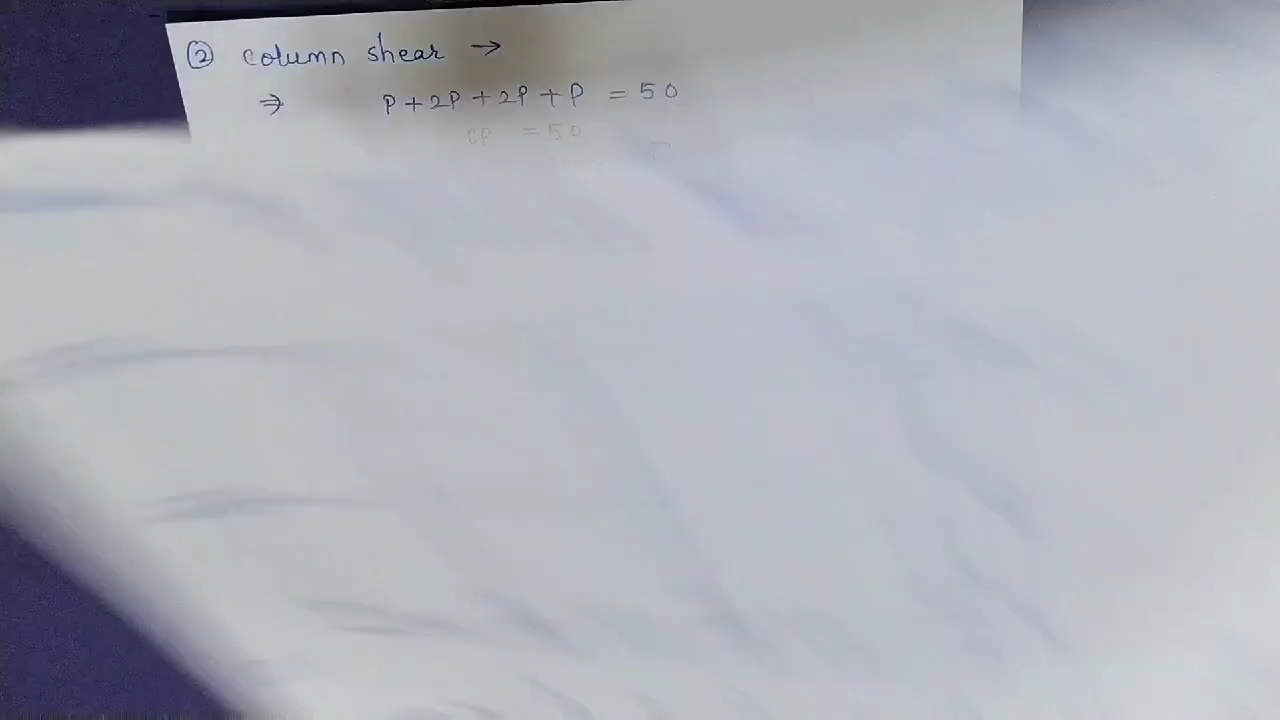 ② column shear →
⇒ P + 2P + 2P + P = 50
6P = 50